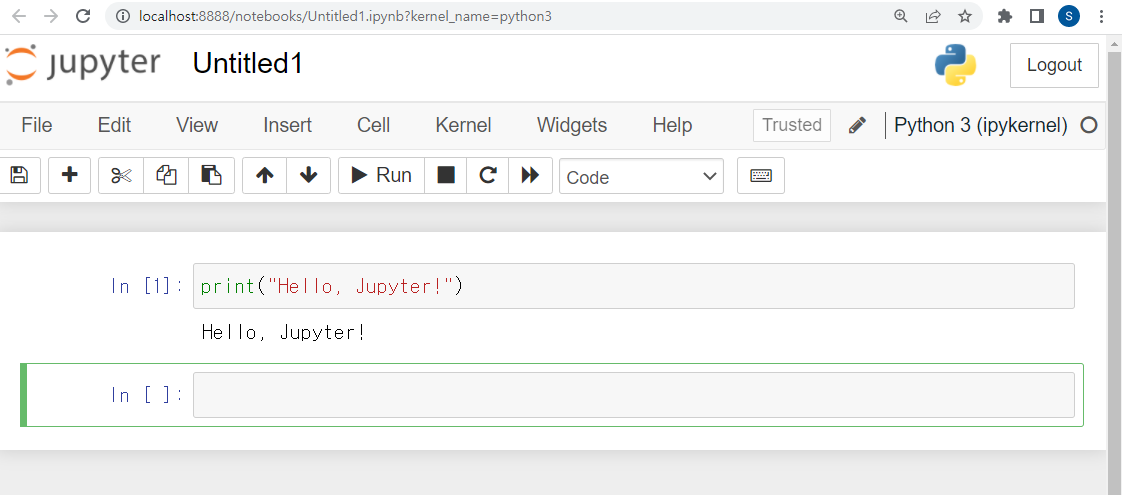 localhost:8888/notebooks/Untitled1.ipynb?kernel_name=python3
S
jupyter Untitled1
Logout
File Edit View Insert Cell Kernel Widgets Help Trusted Python 3 (ipykernel)
Run Code
In [1]: print("Hello, Jupyter!")
Hello, Jupyter!
In [ ]: